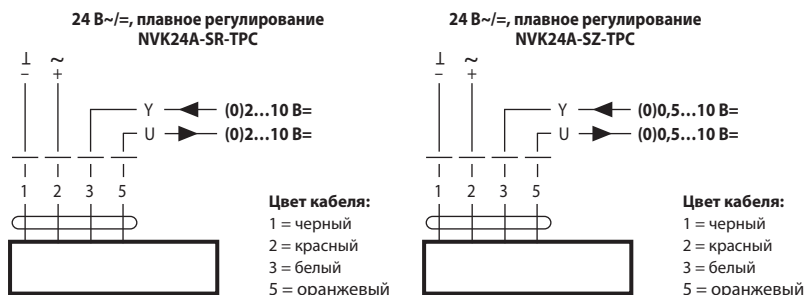 24 В~/=, плавное регулирование
NVK24A-SR-TPC
⊥ ~
– +
Y (0)2…10 В=
U (0)2…10 В=
1 2 3 5
Цвет кабеля:
1 = черный
2 = красный
3 = белый
5 = оранжевый
24 В~/=, плавное регулирование
NVK24A-SZ-TPC
⊥ ~
– +
Y (0)0,5…10 В=
U (0)0,5…10 В=
1 2 3 5
Цвет кабеля:
1 = черный
2 = красный
3 = белый
5 = оранжевый